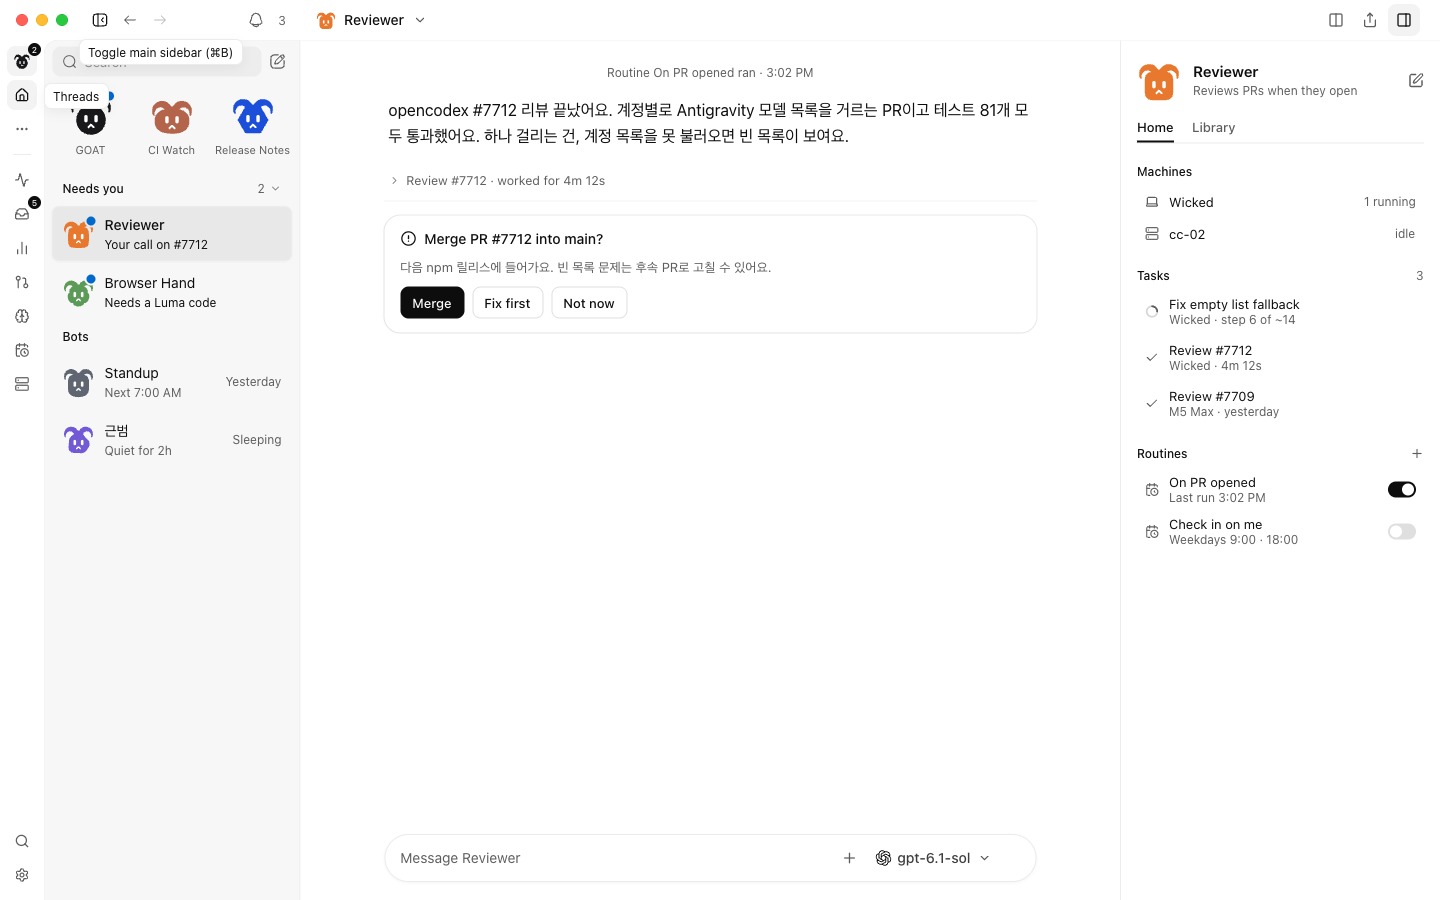 3
Reviewer
Toggle main sidebar (⌘B)
2
Threads
GOAT
CI Watch
Release Notes
Needs you
2
Reviewer
Your call on #7712
Browser Hand
Needs a Luma code
Bots
Standup
Next 7:00 AM
Yesterday
근범
Quiet for 2h
Sleeping
5
Routine On PR opened ran · 3:02 PM
opencodex #7712 리뷰 끝났어요. 계정별로 Antigravity 모델 목록을 거르는 PR이고 테스트 81개 모
두 통과했어요. 하나 걸리는 건, 계정 목록을 못 불러오면 빈 목록이 보여요.
Review #7712 · worked for 4m 12s
Merge PR #7712 into main?
다음 npm 릴리스에 들어가요. 빈 목록 문제는 후속 PR로 고칠 수 있어요.
Merge
Fix first
Not now
Message Reviewer
gpt-6.1-sol
Reviewer
Reviews PRs when they open
Home
Library
Machines
Wicked
1 running
cc-02
idle
Tasks
3
Fix empty list fallback
Wicked · step 6 of ~14
Review #7712
Wicked · 4m 12s
Review #7709
M5 Max · yesterday
Routines
On PR opened
Last run 3:02 PM
Check in on me
Weekdays 9:00 · 18:00